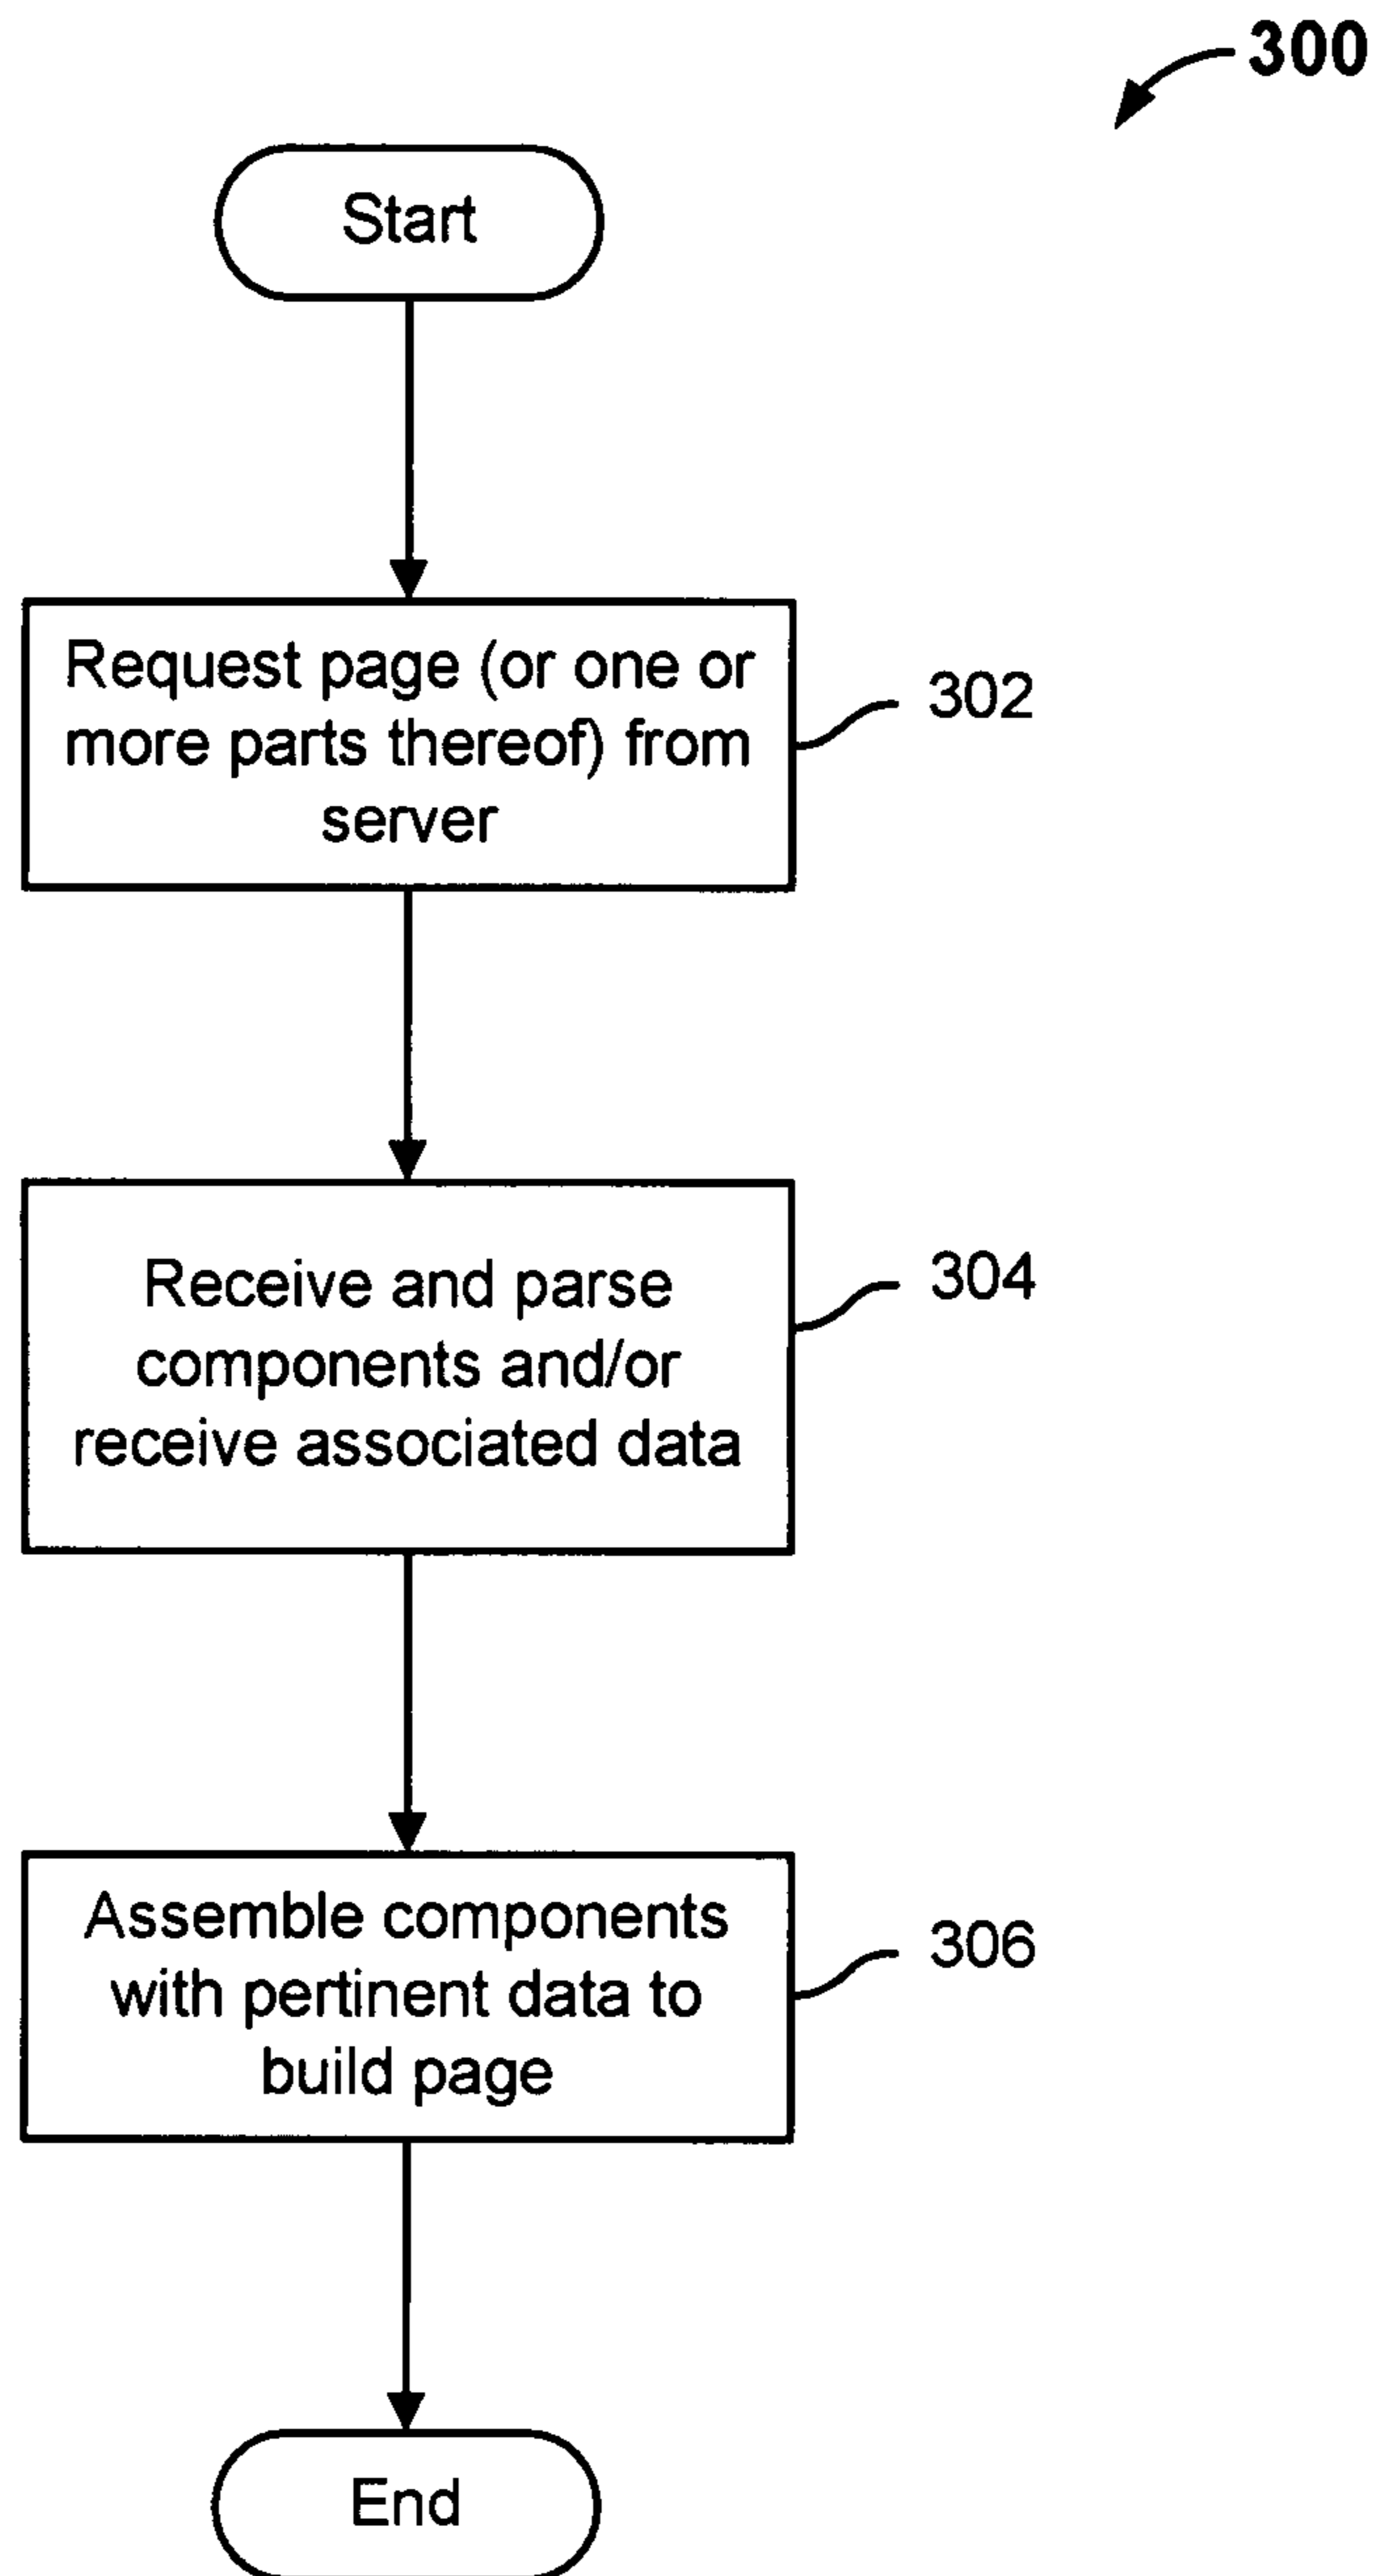 300
Start
Request page (or one or
more parts thereof) from
server
302
Receive and parse
components and/or
receive associated data
304
Assemble components
with pertinent data to
build page
306
End